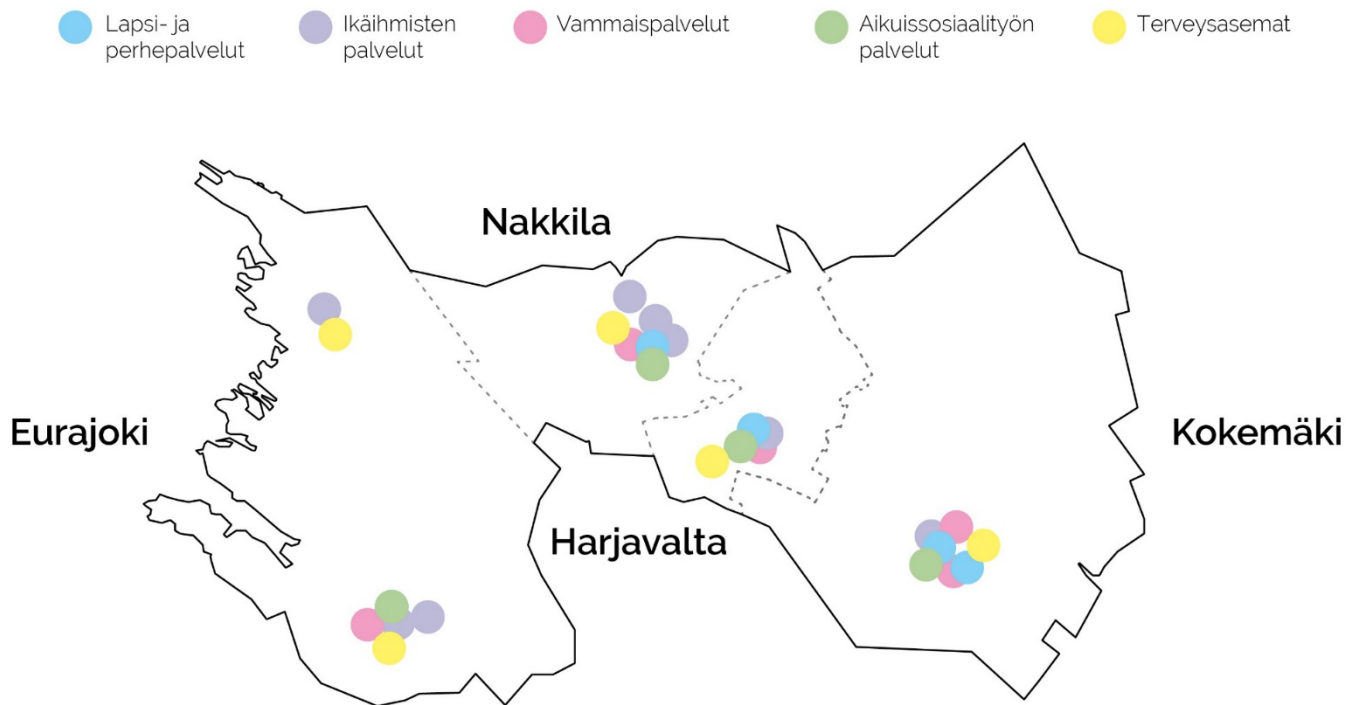 Lapsi- ja
perhepalvelut
Ikäihmisten
palvelut
Vammaispalvelut
Aikuissosiaalityön
palvelut
Terveysasemat
Nakkila
Eurajoki
Kokemäki
Harjavalta